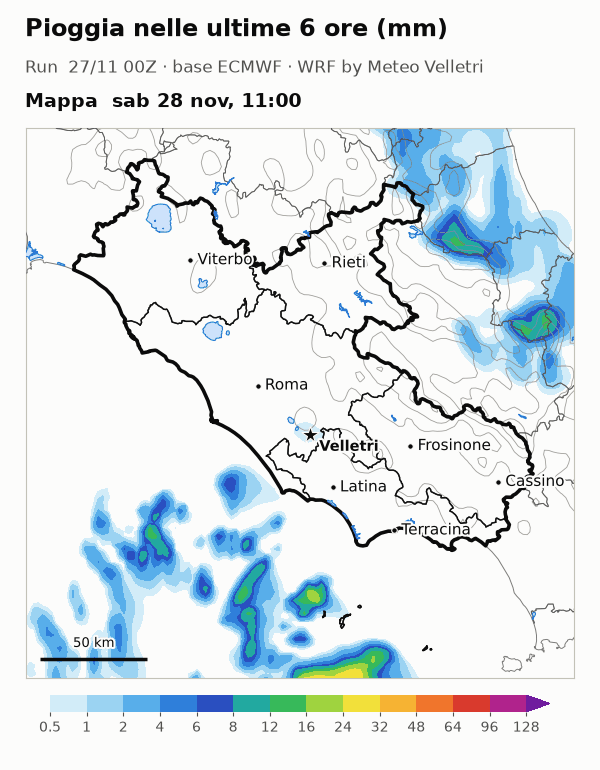 Pioggia nelle ultime 6 ore (mm)
Run 27/11 00Z · base ECMWF · WRF by Meteo Velletri
Mappa sab 28 nov, 11:00
Viterbo
Rieti
Roma
Velletri
Frosinone
Latina
Cassino
Terracina
50 km
0.5 1 2 4 6 8 12 16 24 32 48 64 96 128